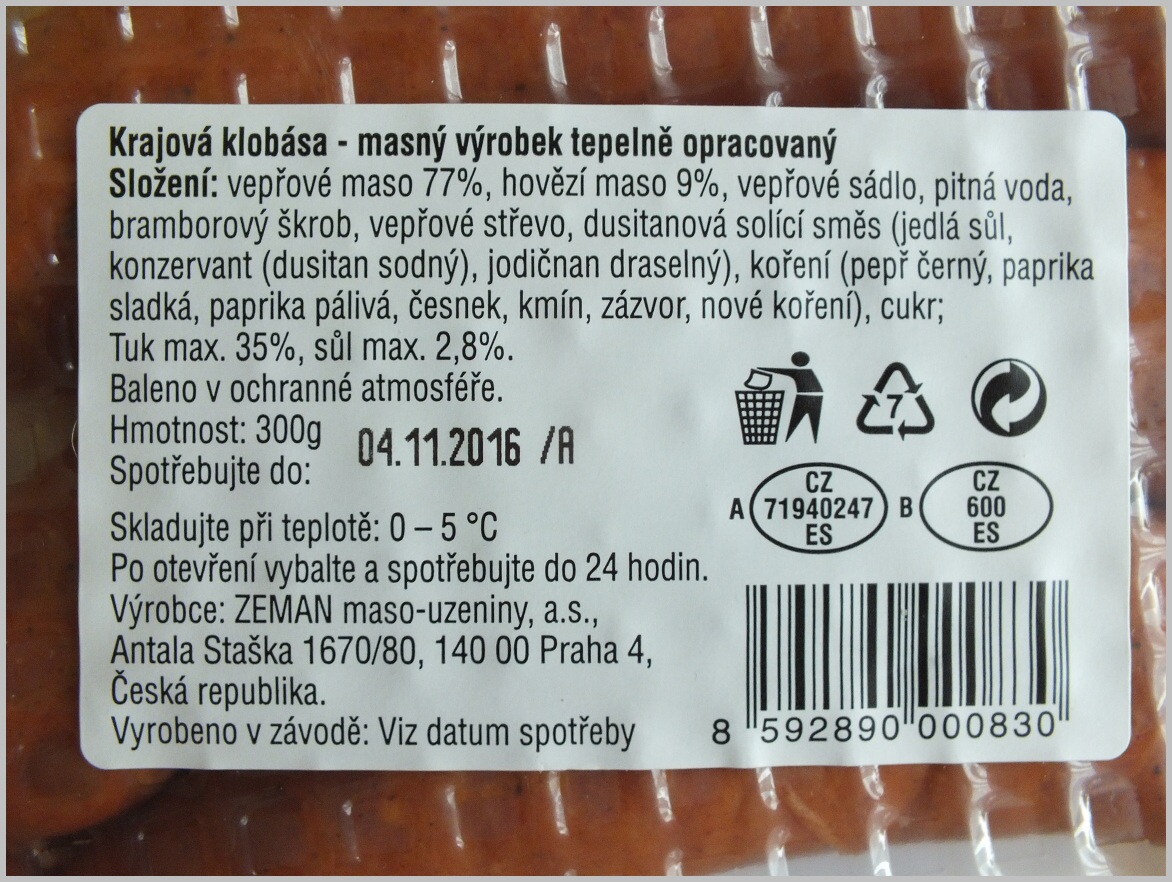 Krajová klobása - masný výrobek tepelně opracovaný
Složení: vepřové maso 77%, hovězí maso 9%, vepřové sádlo, pitná voda,
bramborový škrob, vepřové střevo, dusitanová solící směs (jedlá sůl,
konzervant (dusitan sodný), jodičnan draselný), koření (pepř černý, paprika
sladká, paprika pálivá, česnek, kmín, zázvor, nové koření), cukr;
Tuk max. 35%, sůl max. 2,8%.
Baleno v ochranné atmosféře.
Hmotnost: 300g
Spotřebujte do:
04.11.2016 /A
7
A
CZ
71940247
ES
B
CZ
600
ES
Skladujte při teplotě: 0 – 5 °C
Po otevření vybalte a spotřebujte do 24 hodin.
Výrobce: ZEMAN maso-uzeniny, a.s.,
Antala Staška 1670/80, 140 00 Praha 4,
Česká republika.
Vyrobeno v závodě: Viz datum spotřeby
8 592890 000830